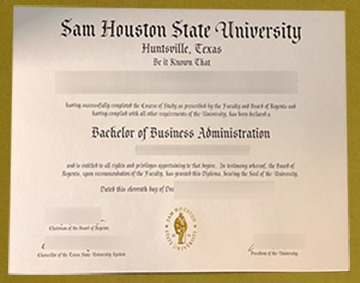 Sam Houston State University
Huntsville, Texas
Be it Known That
having successfully completed the Course of Study as prescribed by the Faculty and Board of Regents and
having complied with all other requirements of the University, has been declared a
Bachelor of Business Administration
and is entitled to all rights and privileges appertaining to that degree. In testimony whereof, the Board of
Regents, upon recommendation of the Faculty, has granted this Diploma, bearing the Seal of the University.
Dated this eleventh day of Dec
SAM HOUSTON STATE UNIVERSITY
Chairman of the Board of Regents
Chancellor of the Texas State University System
President of the University